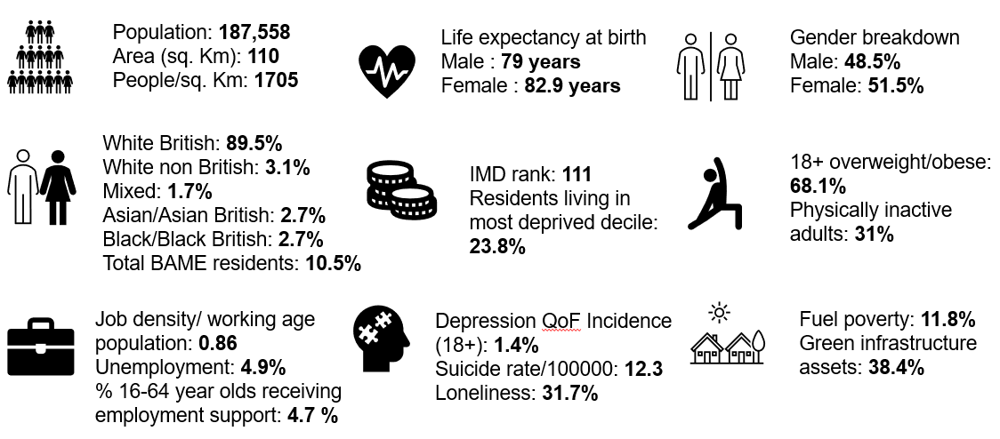 Population: 187,558
Area (sq. Km): 110
People/sq. Km: 1705
Life expectancy at birth
Male : 79 years
Female : 82.9 years
Gender breakdown
Male: 48.5%
Female: 51.5%
White British: 89.5%
White non British: 3.1%
Mixed: 1.7%
Asian/Asian British: 2.7%
Black/Black British: 2.7%
Total BAME residents: 10.5%
IMD rank: 111
Residents living in
most deprived decile:
23.8%
18+ overweight/obese:
68.1%
Physically inactive
adults: 31%
Job density/ working age
population: 0.86
Unemployment: 4.9%
% 16-64 year olds receiving
employment support: 4.7 %
Depression QoF Incidence
(18+): 1.4%
Suicide rate/100000: 12.3
Loneliness: 31.7%
Fuel poverty: 11.8%
Green infrastructure
assets: 38.4%